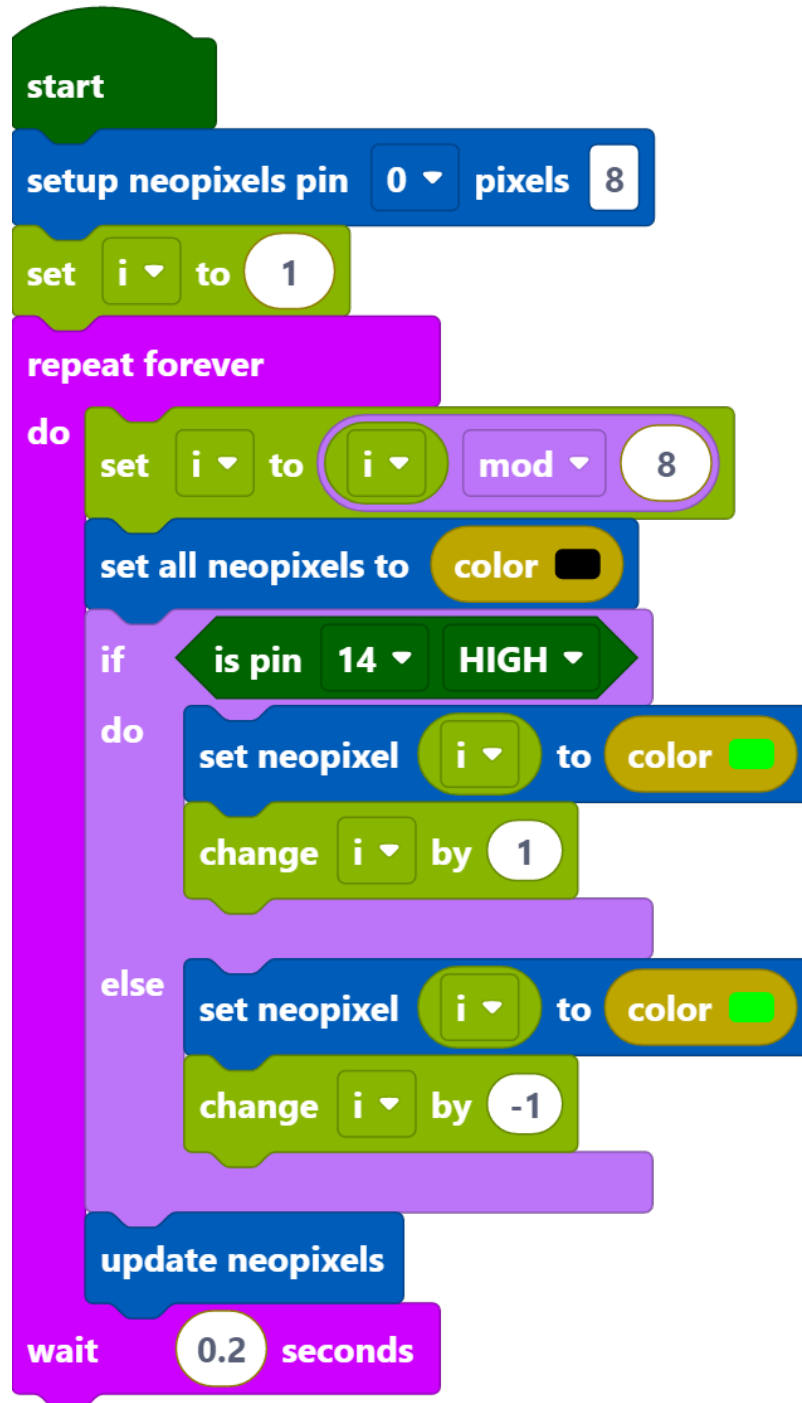 start
setup neopixels pin 0 pixels 8
set i to 1
repeat forever
do
set i to i mod 8
set all neopixels to color
if is pin 14 HIGH
do
set neopixel i to color
change i by 1
else
set neopixel i to color
change i by -1
update neopixels
wait 0.2 seconds